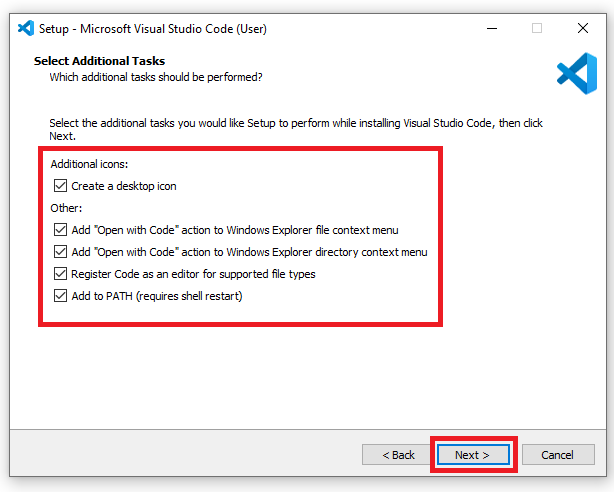 Setup - Microsoft Visual Studio Code (User)
Select Additional Tasks
Which additional tasks should be performed?
Select the additional tasks you would like Setup to perform while installing Visual Studio Code, then click
Next.
Additional icons:
Create a desktop icon
Other:
Add "Open with Code" action to Windows Explorer file context menu
Add "Open with Code" action to Windows Explorer directory context menu
Register Code as an editor for supported file types
Add to PATH (requires shell restart)
< Back Next > Cancel